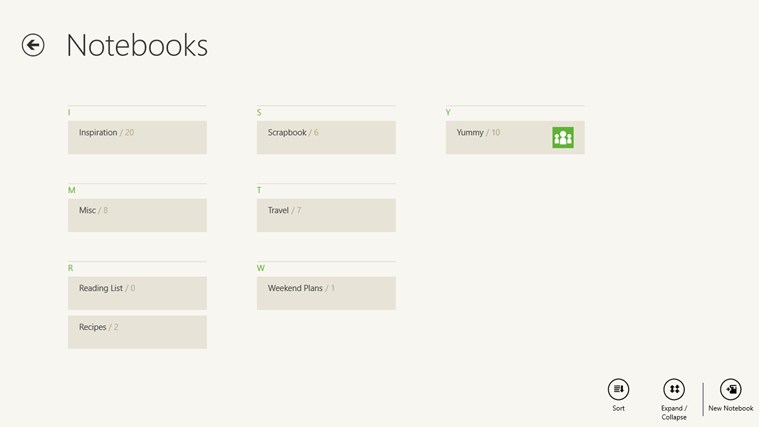 Notebooks
I
Inspiration / 20
M
Misc / 8
R
Reading List / 0
Recipes / 2
S
Scrapbook / 6
T
Travel / 7
W
Weekend Plans / 1
Y
Yummy / 10
Sort
Expand /
Collapse
New Notebook